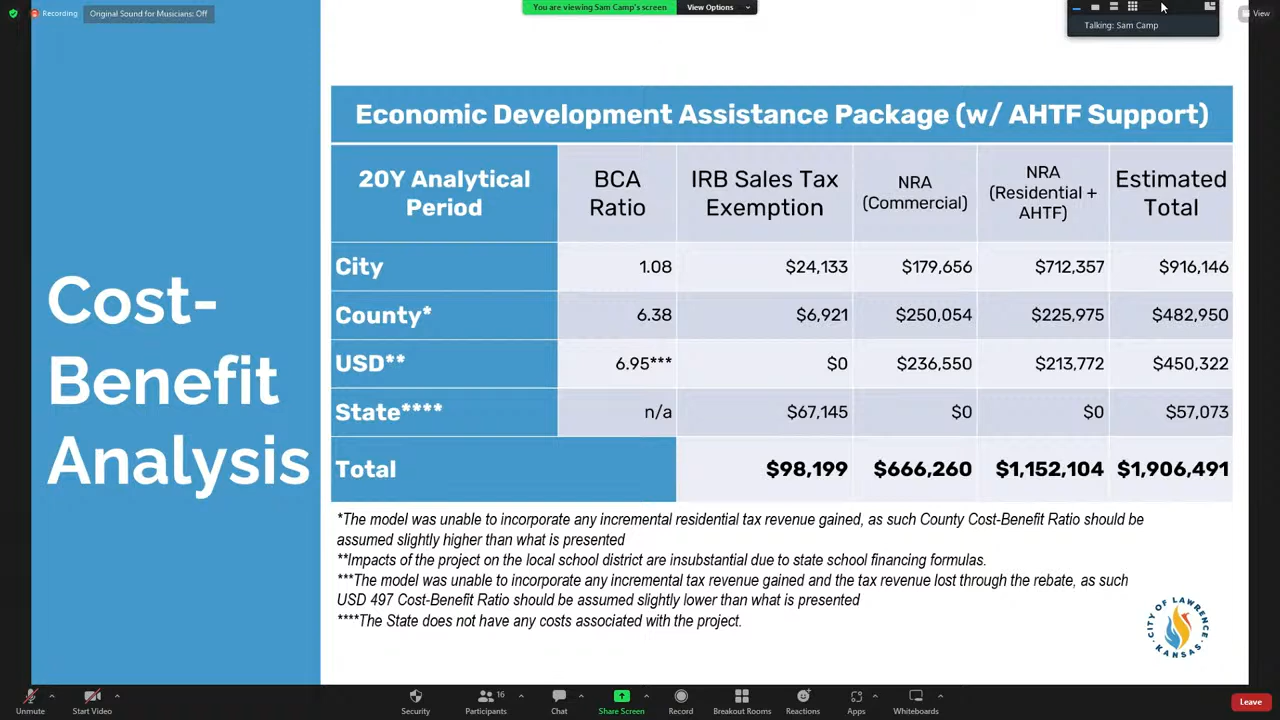 Recording
Original Sound for Musicians: Off
You are viewing Sam Camp's screen
View Options
Talking: Sam Camp
View
Cost-
Benefit
Analysis
Economic Development Assistance Package (w/ AHTF Support)
20Y Analytical Period BCA Ratio IRB Sales Tax Exemption NRA (Commercial) NRA (Residential + AHTF) Estimated Total
City 1.08 $24,133 $179,656 $712,357 $916,146
County* 6.38 $6,921 $250,054 $225,975 $482,950
USD** 6.95*** $0 $236,550 $213,772 $450,322
State**** n/a $67,145 $0 $0 $57,073
Total $98,199 $666,260 $1,152,104 $1,906,491
*The model was unable to incorporate any incremental residential tax revenue gained, as such County Cost-Benefit Ratio should be
assumed slightly higher than what is presented
**Impacts of the project on the local school district are insubstantial due to state school financing formulas.
***The model was unable to incorporate any incremental tax revenue gained and the tax revenue lost through the rebate, as such
USD 497 Cost-Benefit Ratio should be assumed slightly lower than what is presented
****The State does not have any costs associated with the project.
CITY OF LAWRENCE
KANSAS
Unmute
Start Video
Security
Participants 16
Chat
Share Screen
Record
Breakout Rooms
Reactions
Apps
Whiteboards
Leave